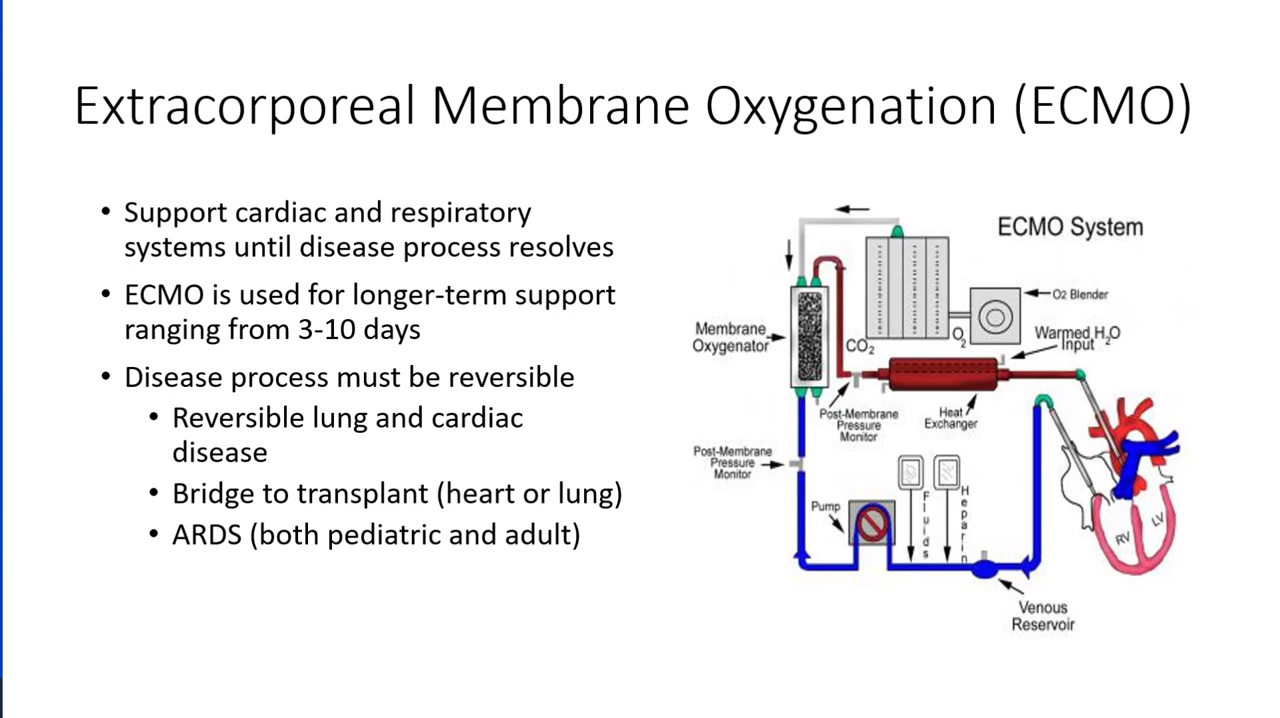 Extracorporeal Membrane Oxygenation (ECMO)
• Support cardiac and respiratory
systems until disease process resolves
• ECMO is used for longer-term support
ranging from 3-10 days
• Disease process must be reversible
• Reversible lung and cardiac
disease
• Bridge to transplant (heart or lung)
• ARDS (both pediatric and adult)
ECMO System
O2 Blender
O2
Warmed H2O
Input
Membrane
Oxygenator
CO2
Post-Membrane
Pressure
Monitor
Heat
Exchanger
Post-Membrane
Pressure
Monitor
Pump
Fluids
Heparin
RV
LV
Venous
Reservoir